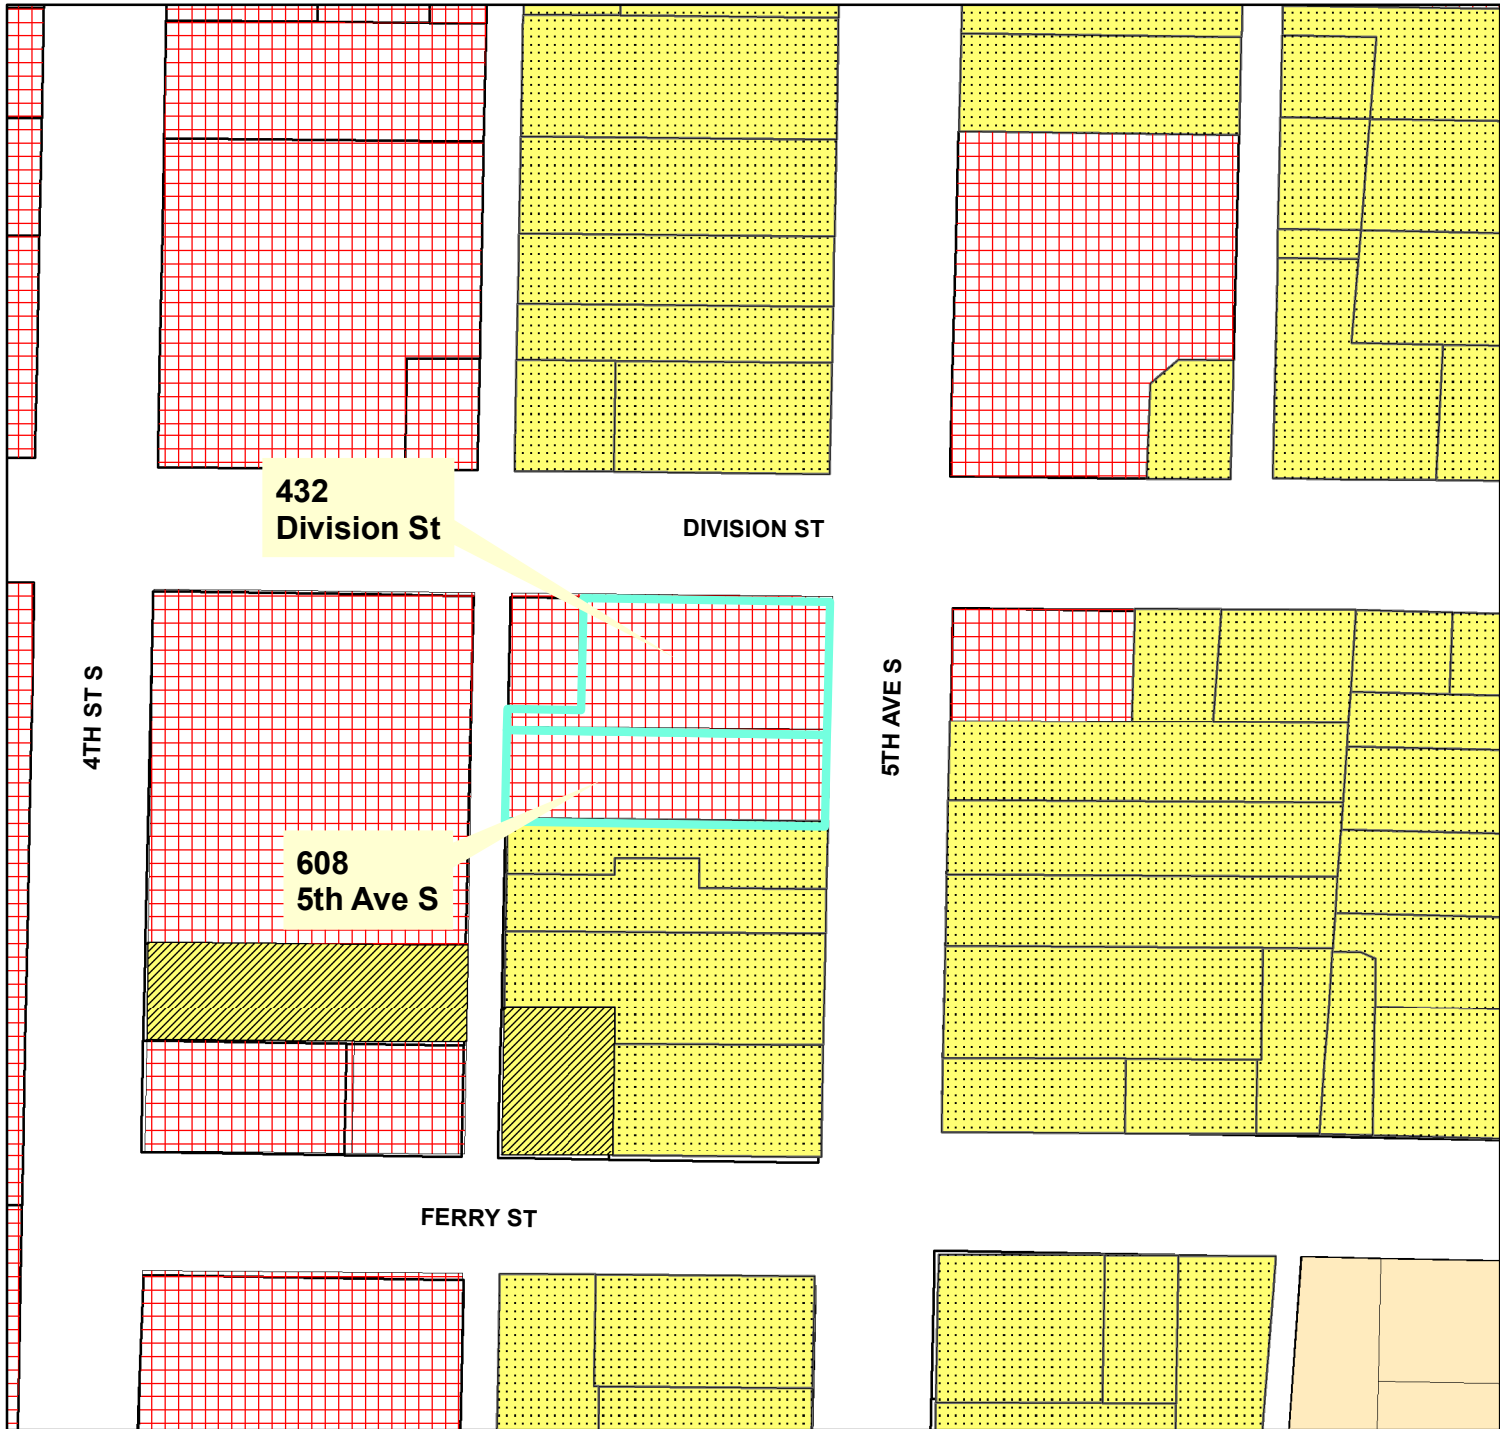 432
Division St
DIVISION ST
4TH ST S
5TH AVE S
608
5th Ave S
FERRY ST